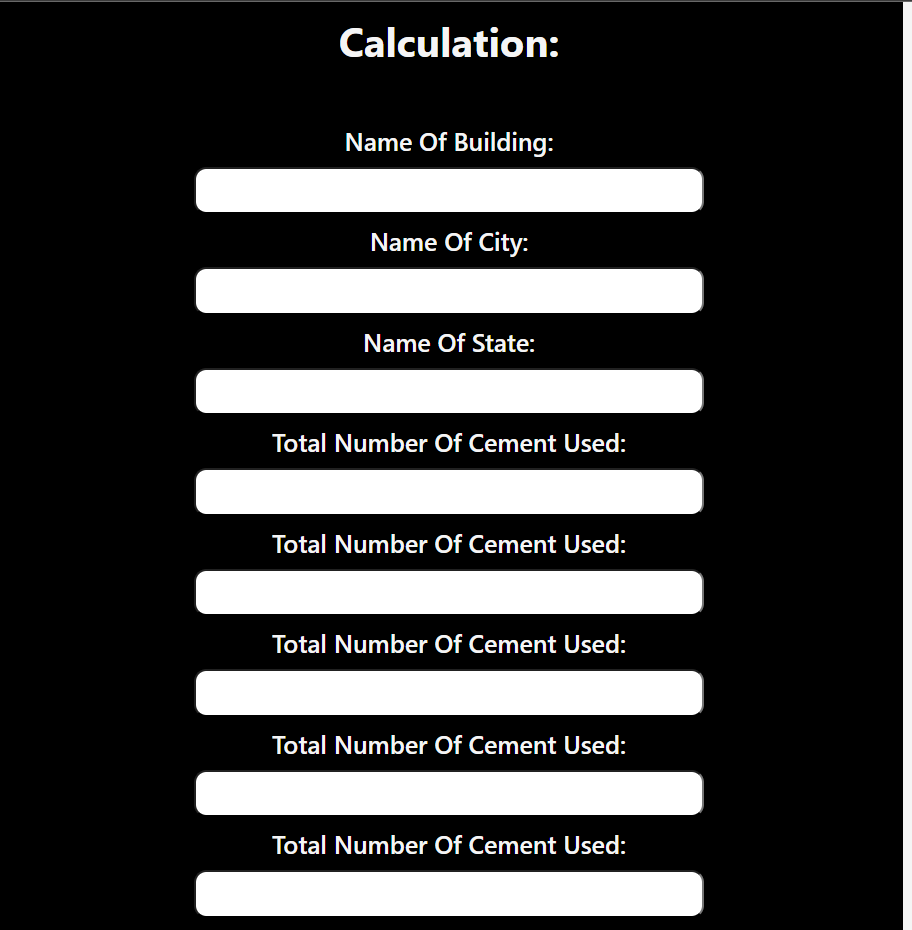 Calculation:
Name Of Building:
Name Of City:
Name Of State:
Total Number Of Cement Used:
Total Number Of Cement Used:
Total Number Of Cement Used:
Total Number Of Cement Used:
Total Number Of Cement Used: